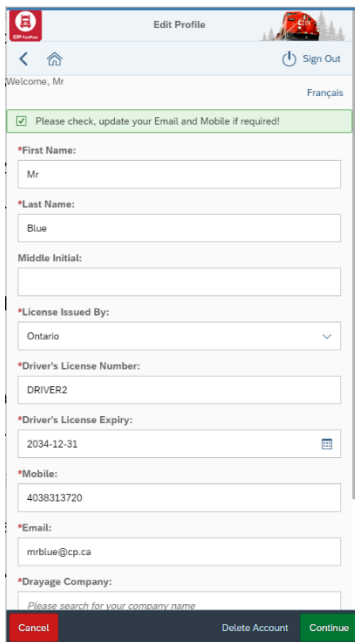 Edit Profile
CP FastPass
Sign Out
Welcome, Mr
Français
Please check, update your Email and Mobile if required!
*First Name:
Mr
*Last Name:
Blue
Middle Initial:
*License Issued By:
Ontario
*Driver's License Number:
DRIVER2
*Driver's License Expiry:
2034-12-31
*Mobile:
4038313720
*Email:
mrblue@cp.ca
*Drayage Company:
Please search for your company name
Cancel
Delete Account
Continue